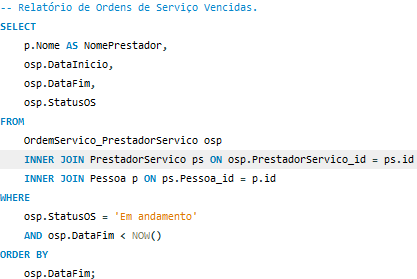 -- Relatório de Ordens de Serviço Vencidas.
SELECT
    p.Nome AS NomePrestador,
    osp.DataInicio,
    osp.DataFim,
    osp.StatusOS
FROM
    OrdemServico_PrestadorServico osp
    INNER JOIN PrestadorServico ps ON osp.PrestadorServico_id = ps.id
    INNER JOIN Pessoa p ON ps.Pessoa_id = p.id
WHERE
    osp.StatusOS = 'Em andamento'
    AND osp.DataFim < NOW()
ORDER BY
    osp.DataFim;